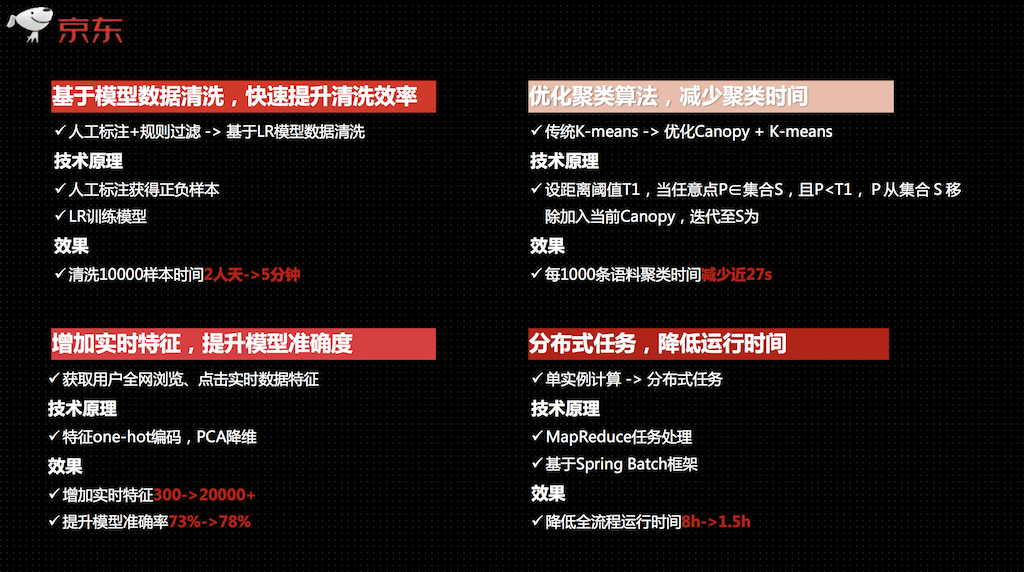 京东
基于模型数据清洗，快速提升清洗效率
✓人工标注+规则过滤 -> 基于LR模型数据清洗
技术原理
✓人工标注获得正负样本
✓LR训练模型
效果
✓清洗10000样本时间2人天->5分钟
优化聚类算法，减少聚类时间
✓传统K-means -> 优化Canopy + K-means
技术原理
✓设距离阈值T1，当任意点P∈集合S，且P<T1， P 从集合 S 移
除加入当前Canopy，迭代至S为
效果
✓每1000条语料聚类时间减少近27s
增加实时特征，提升模型准确度
✓获取用户全网浏览、点击实时数据特征
技术原理
✓特征one-hot编码，PCA降维
效果
✓增加实时特征300->20000+
✓提升模型准确率73%->78%
分布式任务，降低运行时间
✓单实例计算 -> 分布式任务
技术原理
✓MapReduce任务处理
✓基于Spring Batch框架
效果
✓降低全流程运行时间8h->1.5h